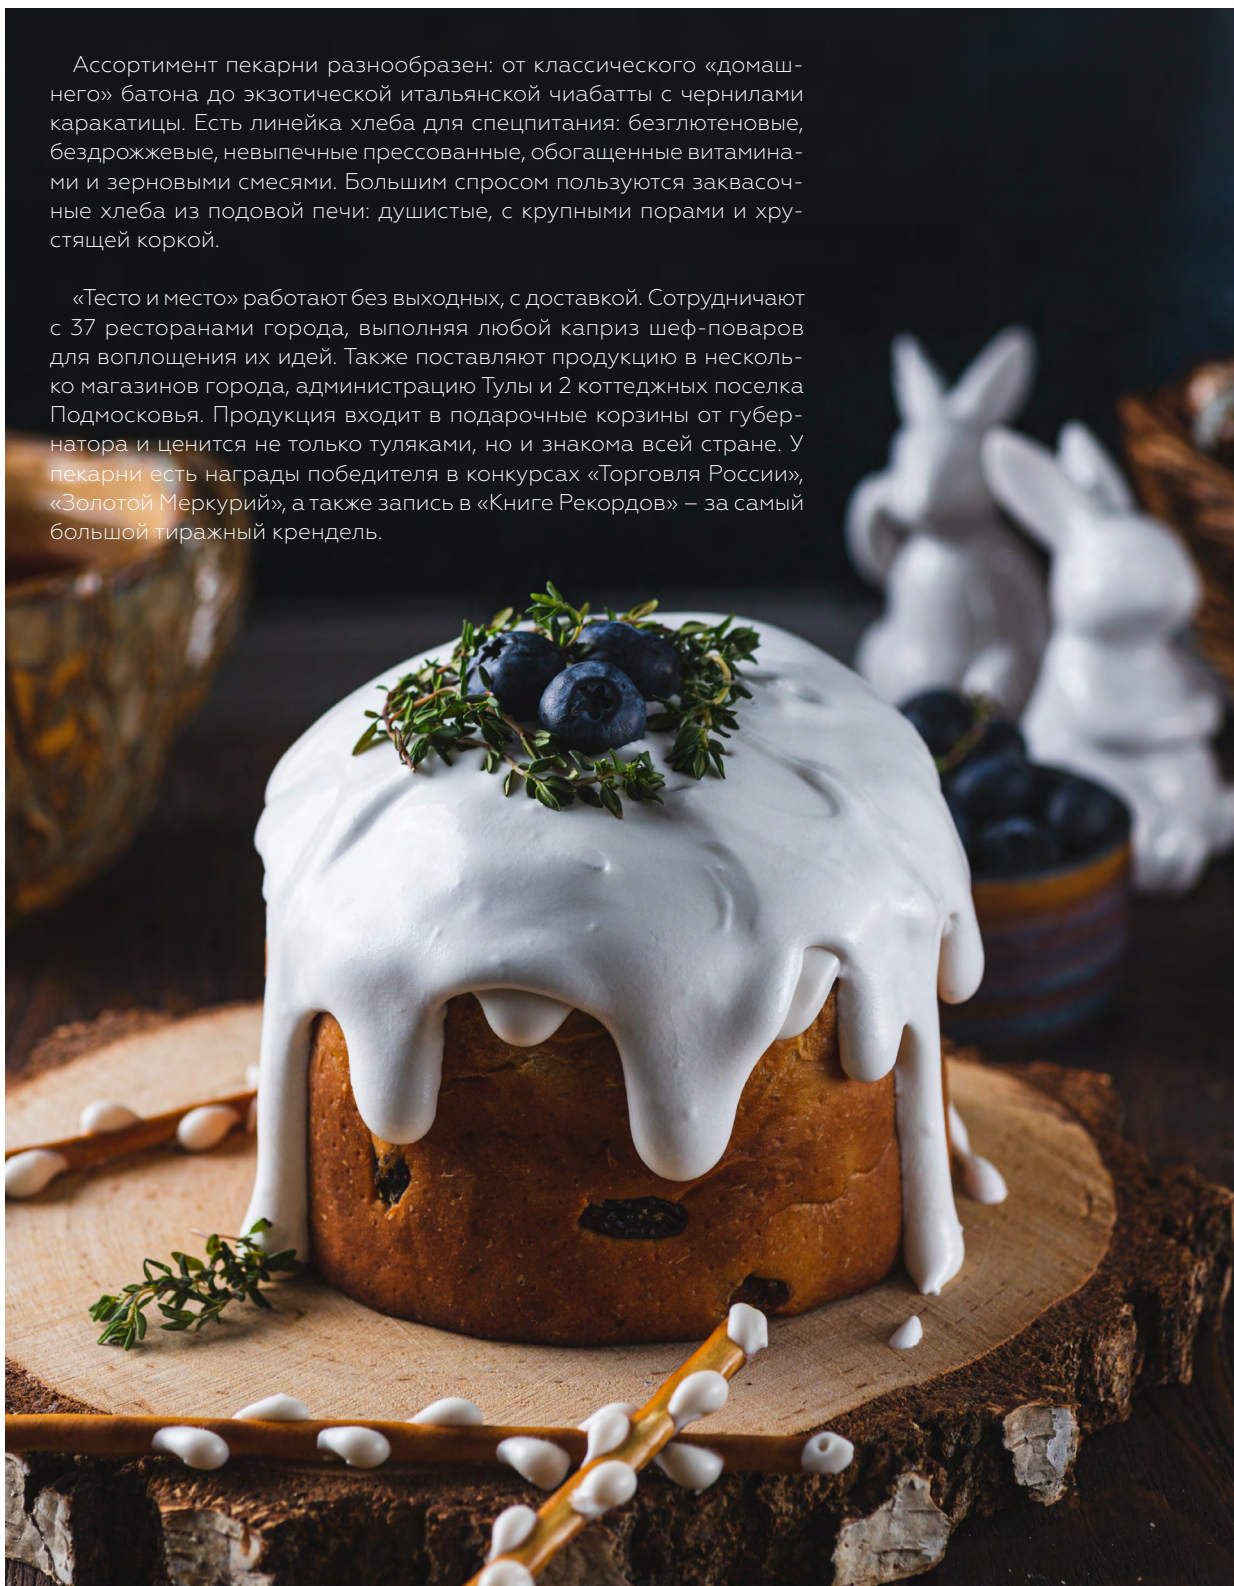 Ассортимент пекарни разнообразен: от классического «домаш-
него» батона до экзотической итальянской чиабатты с чернилами
каракатицы. Есть линейка хлеба для спецпитания: безглютеновые,
бездрожжевые, невыпечные прессованные, обогащенные витамина-
ми и зерновыми смесями. Большим спросом пользуются заквасоч-
ные хлеба из подовой печи: душистые, с крупными порами и хру-
стящей коркой.
«Тесто и место» работают без выходных, с доставкой. Сотрудничают
с 37 ресторанами города, выполняя любой каприз шеф-поваров
для воплощения их идей. Также поставляют продукцию в несколь-
ко магазинов города, администрацию Тулы и 2 коттеджных поселка
Подмосковья. Продукция входит в подарочные корзины от губер-
натора и ценится не только туляками, но и знакома всей стране. У
пекарни есть награды победителя в конкурсах «Торговля России»,
«Золотой Меркурий», а также запись в «Книге Рекордов» – за самый
большой тиражный крендель.